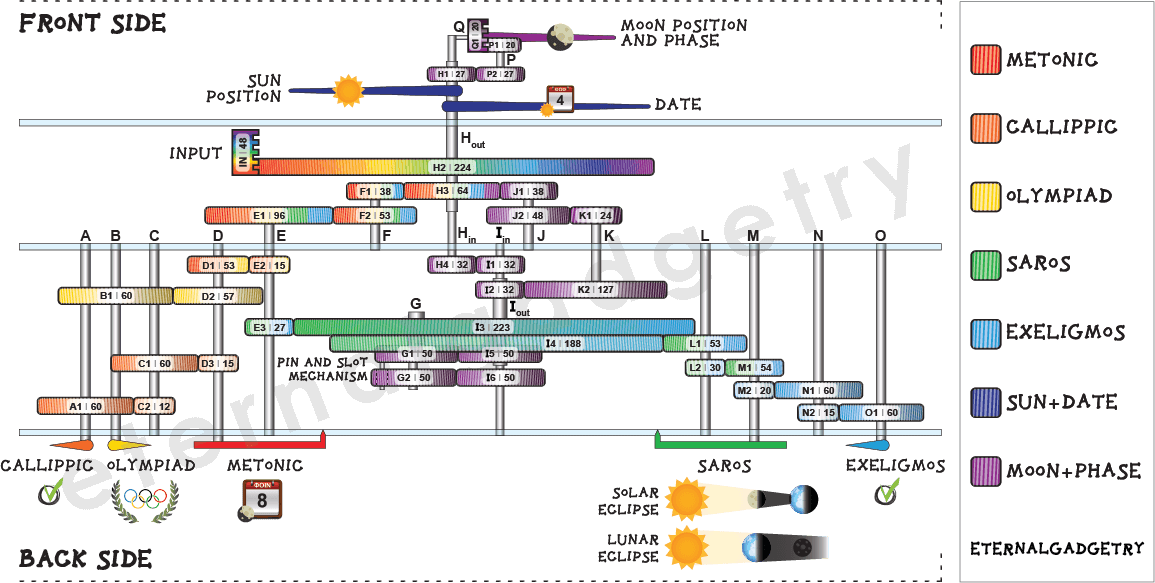 FRONT SIDE
Q
Q1 | 20
P1 | 20
P
MOON POSITION
AND PHASE
H1 | 27
P2 | 27
SUN
POSITION
4
DATE
INPUT
IN | 48
Hout
H2 | 224
F1 | 38
H3 | 64
J1 | 38
E1 | 96
F2 | 53
J2 | 48
K1 | 24
A
B
C
D
E
F
Hin
Iin
J
K
L
M
N
O
D1 | 53
E2 | 15
H4 | 32
I1 | 32
B1 | 60
D2 | 57
I2 | 32
K2 | 127
G
Iout
E3 | 27
I3 | 223
I4 | 188
L1 | 53
PIN AND SLOT
MECHANISM
G1 | 50
I5 | 50
C1 | 60
D3 | 15
L2 | 30
M1 | 54
G2 | 50
I6 | 50
M2 | 20
N1 | 60
A1 | 60
C2 | 12
N2 | 15
O1 | 60
CALLIPPIC
OLYMPIAD
METONIC
SAROS
EXELIGMOS
ΦΟΙΝ
8
SOLAR
ECLIPSE
LUNAR
ECLIPSE
BACK SIDE
METONIC
CALLIPPIC
OLYMPIAD
SAROS
EXELIGMOS
SUN+DATE
MOON+PHASE
ETERNALGADGETRY
eternalgadgetry